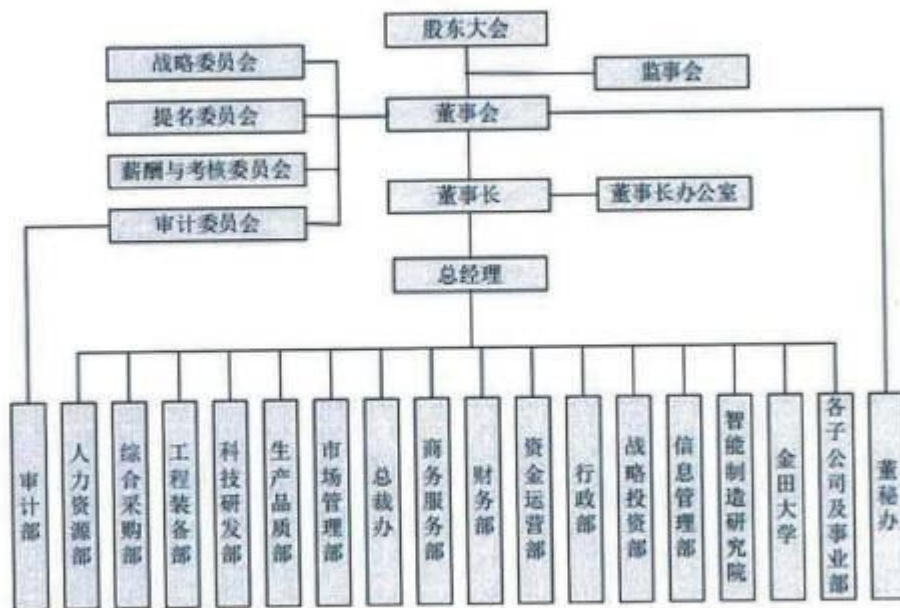 股东大会
战略委员会
监事会
提名委员会
董事会
薪酬与考核委员会
董事长
董事长办公室
审计委员会
总经理
审计部
人力资源部
综合采购部
工程装备部
科技研发部
生产品质部
市场管理部
总裁办
商务服务部
财务部
资金运营部
行政部
战略投资部
信息管理部
智能制造研究院
金田大学
各子公司及事业部
董秘办